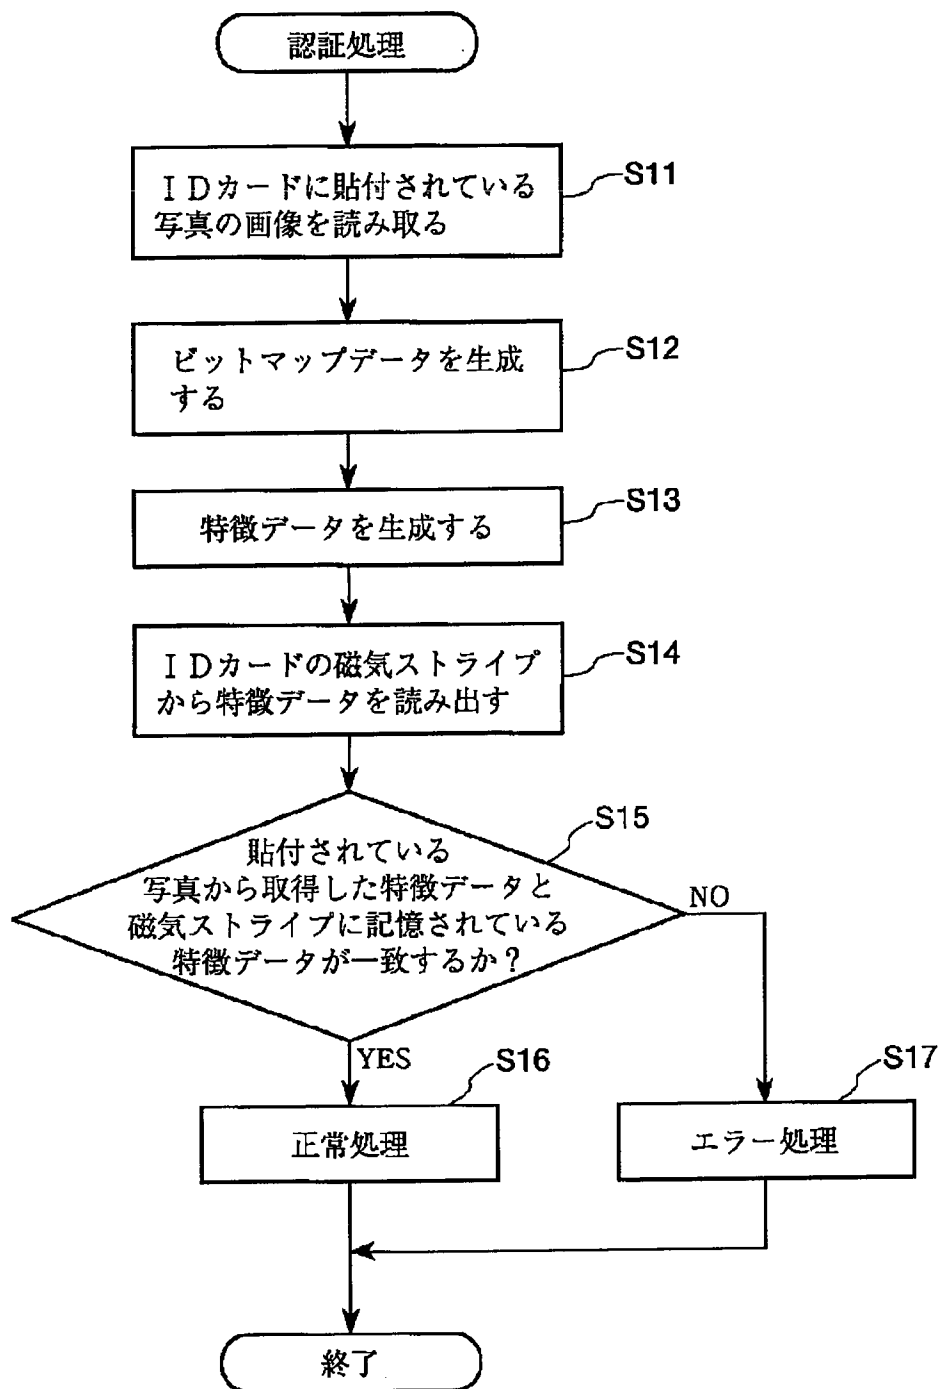 認証処理
ＩＤカードに貼付されている
写真の画像を読み取る
S11
ビットマップデータを生成
する
S12
特徴データを生成する
S13
ＩＤカードの磁気ストライプ
から特徴データを読み出す
S14
S15
貼付されている
写真から取得した特徴データと
磁気ストライプに記憶されている
特徴データが一致するか？
NO
YES
S16
正常処理
S17
エラー処理
終了